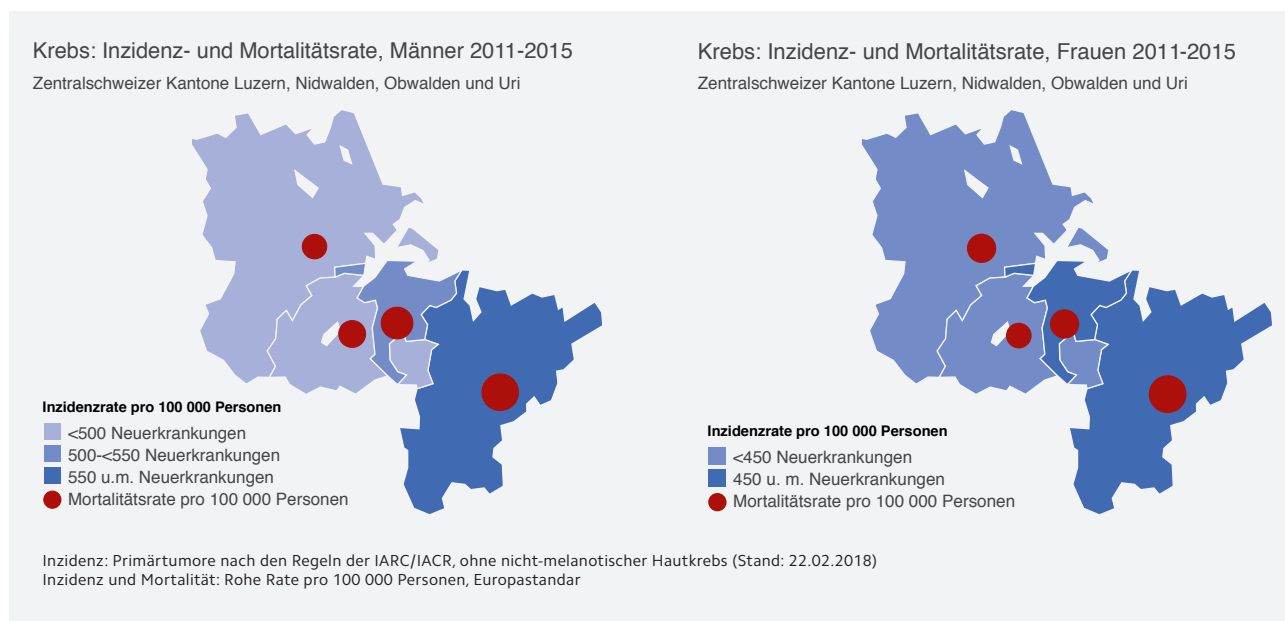 Krebs: Inzidenz- und Mortalitätsrate, Männer 2011-2015
Zentralschweizer Kantone Luzern, Nidwalden, Obwalden und Uri
Inzidenzrate pro 100 000 Personen
<500 Neuerkrankungen
500-<550 Neuerkrankungen
550 u.m. Neuerkrankungen
Mortalitätsrate pro 100 000 Personen
Krebs: Inzidenz- und Mortalitätsrate, Frauen 2011-2015
Zentralschweizer Kantone Luzern, Nidwalden, Obwalden und Uri
Inzidenzrate pro 100 000 Personen
<450 Neuerkrankungen
450 u. m. Neuerkrankungen
Mortalitätsrate pro 100 000 Personen
Inzidenz: Primärtumore nach den Regeln der IARC/IACR, ohne nicht-melanotischer Hautkrebs (Stand: 22.02.2018)
Inzidenz und Mortalität: Rohe Rate pro 100 000 Personen, Europastandar